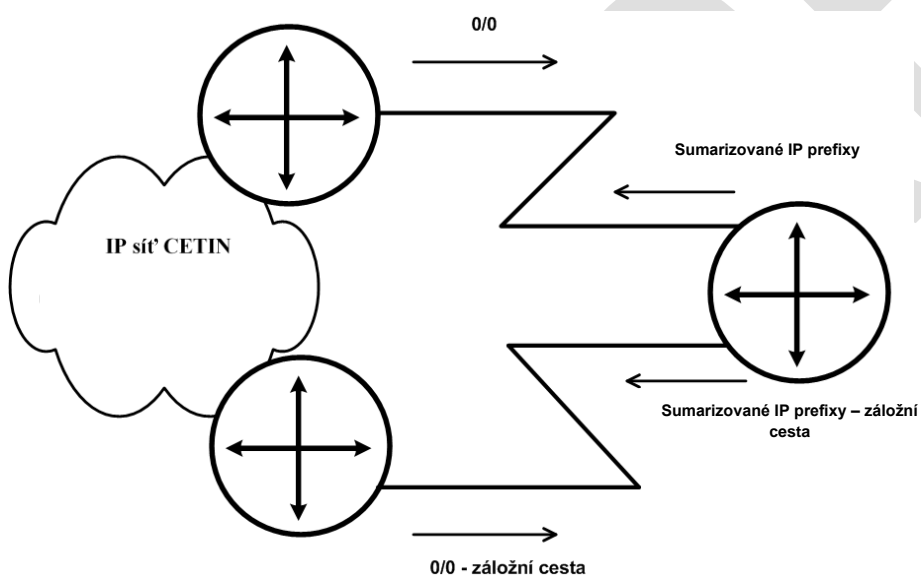 0/0
Sumarizované IP prefixy
IP síť CETIN
Sumarizované IP prefixy – záložní
cesta
0/0 - záložní cesta